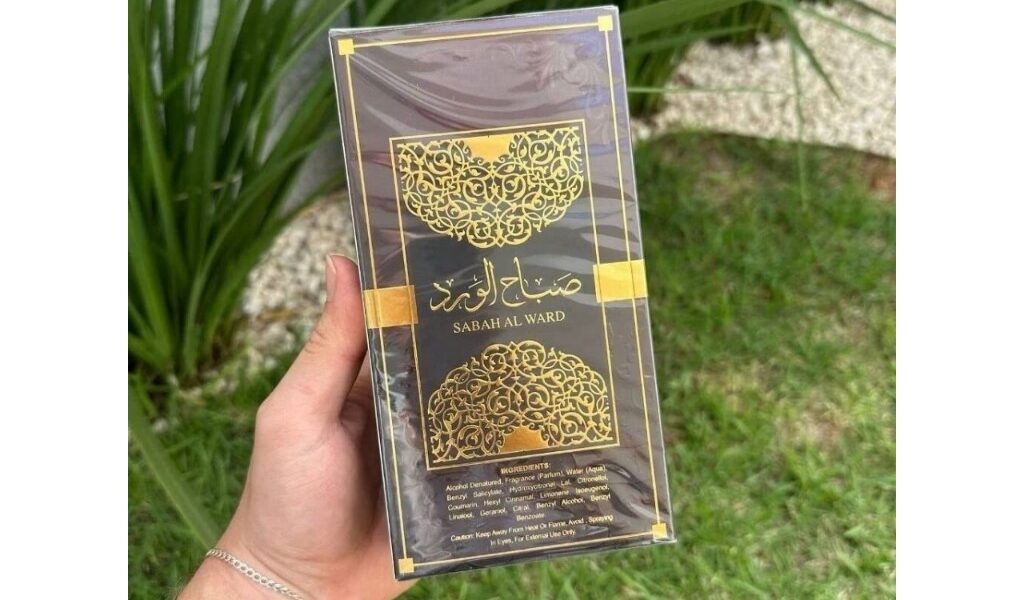 صباح الورد
SABAH AL WARD
INGREDIENTS:
Alcohol Denatured, Fragrance (Parfum), Water (Aqua),
Benzyl Salicylate, Hydroxycitronel Lal, Citronellol,
Coumarin, Hexyl Cinnamal, Limonene, Isoeugenol,
Linalool, Geraniol, Citral, Benzyl Alcohol, Benzyl
Benzoate.
Caution: Keep Away From Heat Or Flame, Avoid , Spraying
In Eyes, For External Use Only